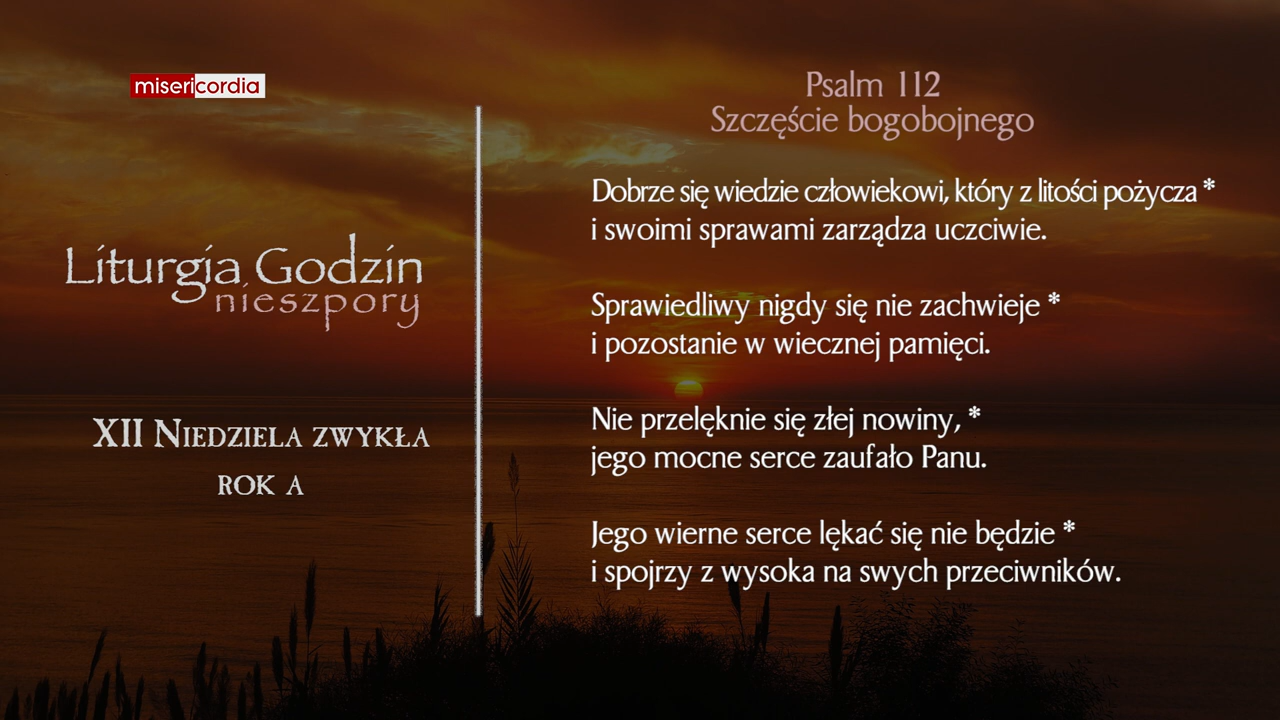 misericordia
Liturgia Godzin
nieszpory
XII Niedziela zwykła
rok A
Psalm 112
Szczęście bogobojnego
Dobrze się wiedzie człowiekowi, który z litości pożycza *
i swoimi sprawami zarządza uczciwie.
Sprawiedliwy nigdy się nie zachwieje *
i pozostanie w wiecznej pamięci.
Nie przelęknie się złej nowiny, *
jego mocne serce zaufało Panu.
Jego wierne serce lękać się nie będzie *
i spojrzy z wysoka na swych przeciwników.